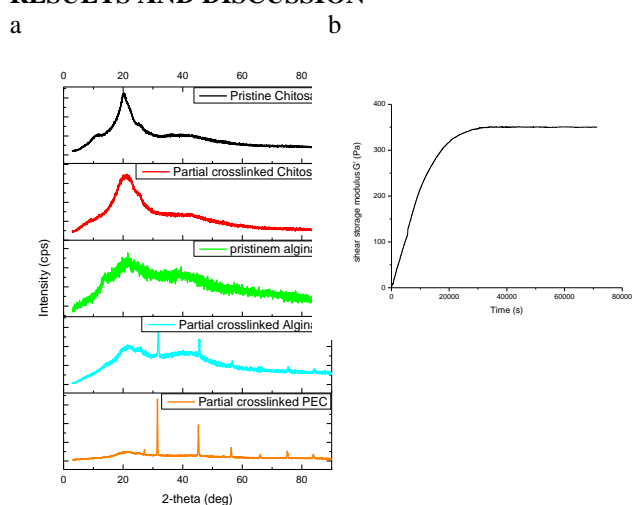 RESULTS AND DISCUSSION
a b
0 20 40 60 80
Pristine Chitosa
Partial crosslinked Chitos
pristinem algina
Partial crosslinked Algina
Partial crosslinked PEC
Intensity (cps)
0 20 40 60 80
2-theta (deg)
400
300
200
100
0
shear storage modulus G' (Pa)
0 20000 40000 60000 80000
Time (s)